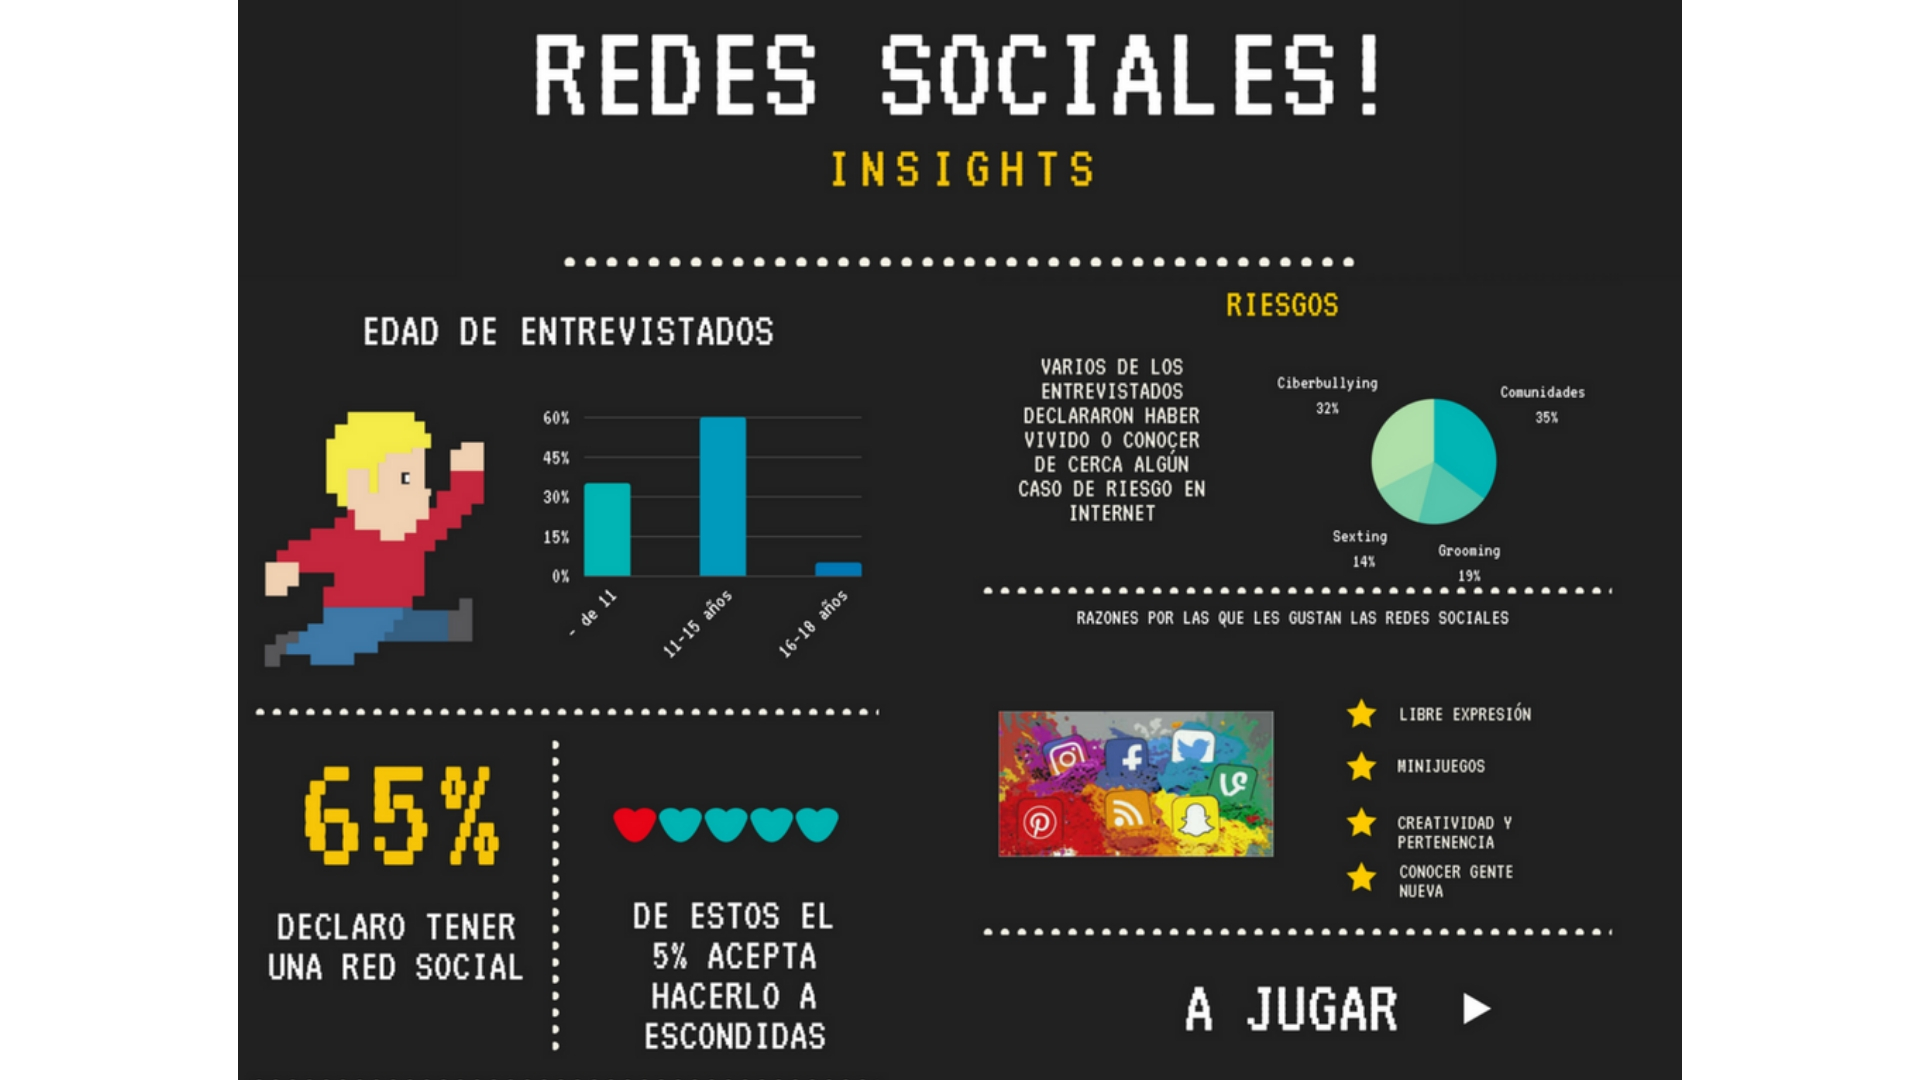 REDES SOCIALES!
INSIGHTS
EDAD DE ENTREVISTADOS
60%
45%
30%
15%
0%
- de 11
11-15 años
16-18 años
65%
DECLARO TENER
UNA RED SOCIAL
DE ESTOS EL
5% ACEPTA
HACERLO A
ESCONDIDAS
RIESGOS
VARIOS DE LOS
ENTREVISTADOS
DECLARARON HABER
VIVIDO O CONOCER
DE CERCA ALGÚN
CASO DE RIESGO EN
INTERNET
Ciberbullying
32%
Comunidades
35%
Sexting
14%
Grooming
19%
RAZONES POR LAS QUE LES GUSTAN LAS REDES SOCIALES
LIBRE EXPRESIÓN
MINIJUEGOS
CREATIVIDAD Y
PERTENENCIA
CONOCER GENTE
NUEVA
A JUGAR